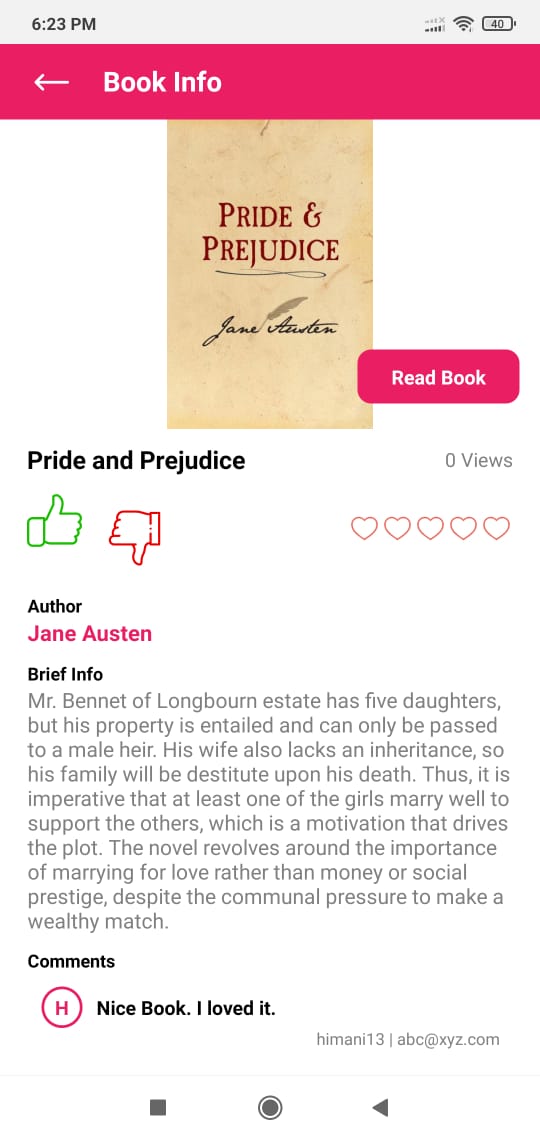 6:23 PM
40
Book Info
PRIDE &
PREJUDICE
Jane Austen
Read Book
Pride and Prejudice
0 Views
Author
Jane Austen
Brief Info
Mr. Bennet of Longbourn estate has five daughters,
but his property is entailed and can only be passed
to a male heir. His wife also lacks an inheritance, so
his family will be destitute upon his death. Thus, it is
imperative that at least one of the girls marry well to
support the others, which is a motivation that drives
the plot. The novel revolves around the importance
of marrying for love rather than money or social
prestige, despite the communal pressure to make a
wealthy match.
Comments
H
Nice Book. I loved it.
himani13 | abc@xyz.com